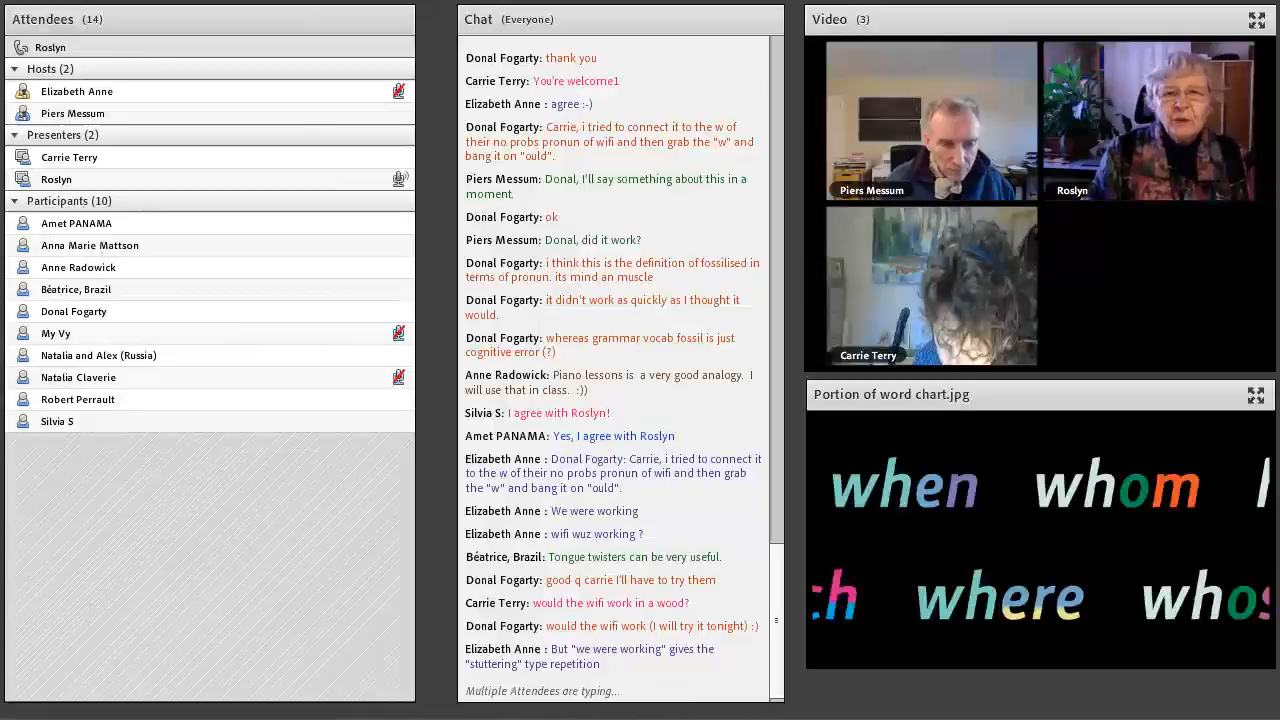 Attendees (14)
Roslyn
Hosts (2)
Elizabeth Anne
Piers Messum
Presenters (2)
Carrie Terry
Roslyn
Participants (10)
Amet PANAMA
Anna Marie Mattson
Anne Radowick
Béatrice, Brazil
Donal Fogarty
My Vy
Natalia and Alex (Russia)
Natalia Claverie
Robert Perrault
Silvia S
Chat (Everyone)
Donal Fogarty: thank you
Carrie Terry: You're welcome1
Elizabeth Anne : agree :-)
Donal Fogarty: Carrie, i tried to connect it to the w of
their no probs pronun of wifi and then grab the "w" and
bang it on "ould".
Piers Messum: Donal, I'll say something about this in a
moment.
Donal Fogarty: ok
Piers Messum: Donal, did it work?
Donal Fogarty: i think this is the definition of fossilised in
terms of pronun. its mind an muscle
Donal Fogarty: it didn't work as quickly as I thought it
would.
Donal Fogarty: whereas grammar vocab fossil is just
cognitive error (?)
Anne Radowick: Piano lessons is a very good analogy. I
will use that in class. :))
Silvia S: I agree with Roslyn!
Amet PANAMA: Yes, I agree with Roslyn
Elizabeth Anne : Donal Fogarty: Carrie, i tried to connect it
to the w of their no probs pronun of wifi and then grab
the "w" and bang it on "ould".
Elizabeth Anne : We were working
Elizabeth Anne : wifi wuz working ?
Béatrice, Brazil: Tongue twisters can be very useful.
Donal Fogarty: good q carrie I'll have to try them
Carrie Terry: would the wifi work in a wood?
Donal Fogarty: would the wifi work (I will try it tonight) :)
Elizabeth Anne : But "we were working" gives the
"stuttering" type repetition
Multiple Attendees are typing...
Video (3)
Piers Messum
Roslyn
Carrie Terry
Portion of word chart.jpg
when whom
ch where whos